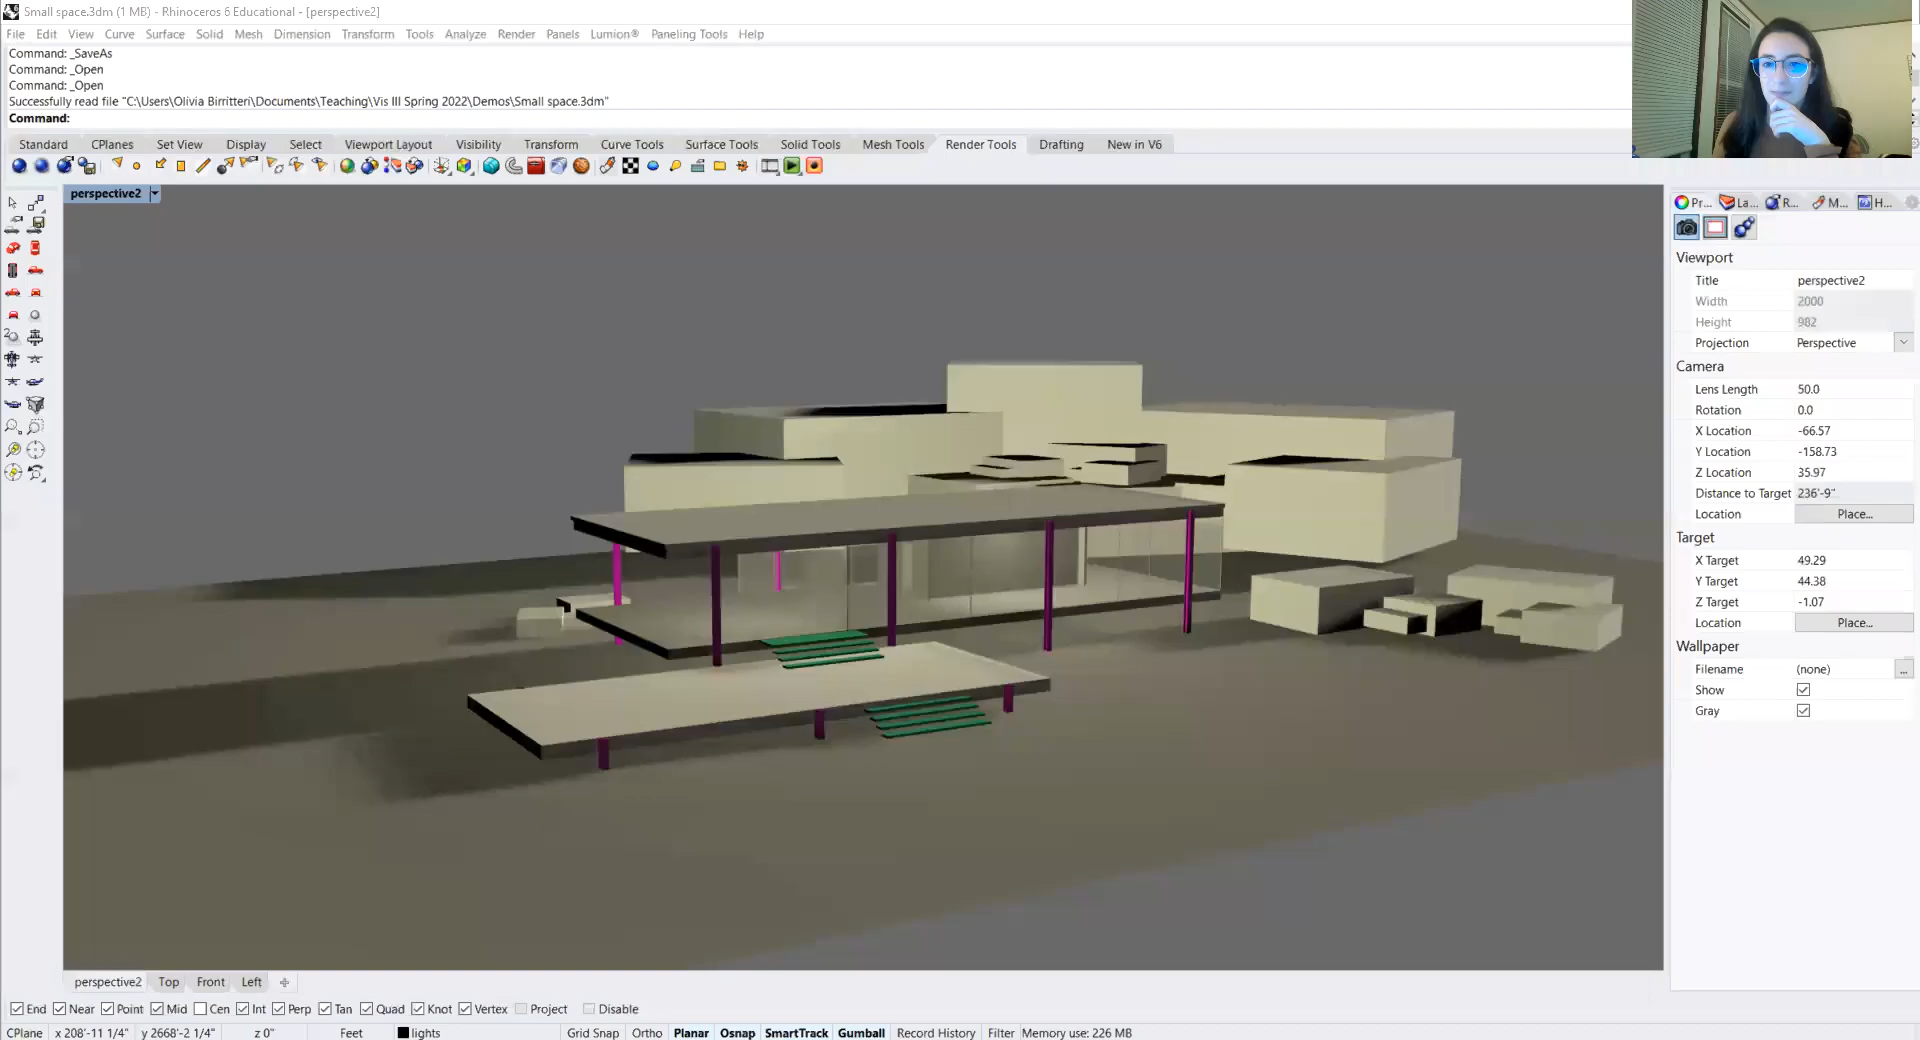 Small space.3dm (1 MB) - Rhinoceros 6 Educational - [perspective2]
File Edit View Curve Surface Solid Mesh Dimension Transform Tools Analyze Render Panels Lumion® Paneling Tools Help
Command: _SaveAs
Command: _Open
Command: _Open
Successfully read file "C:\Users\Olivia Birritteri\Documents\Teaching\Vis III Spring 2022\Demos\Small space.3dm"
Command:
Standard CPlanes Set View Display Select Viewport Layout Visibility Transform Curve Tools Surface Tools Solid Tools Mesh Tools Render Tools Drafting New in V6
perspective2
Pr... La... R... M... H...
Viewport
Title perspective2
Width 2000
Height 982
Projection Perspective
Camera
Lens Length 50.0
Rotation 0.0
X Location -66.57
Y Location -158.73
Z Location 35.97
Distance to Target 236'-9"
Location Place...
Target
X Target 49.29
Y Target 44.38
Z Target -1.07
Location Place...
Wallpaper
Filename (none) ...
Show
Gray
perspective2 Top Front Left
End Near Point Mid Cen Int Perp Tan Quad Knot Vertex Project Disable
CPlane x 208'-11 1/4" y 2668'-2 1/4" z 0" Feet lights Grid Snap Ortho Planar Osnap SmartTrack Gumball Record History Filter Memory use: 226 MB